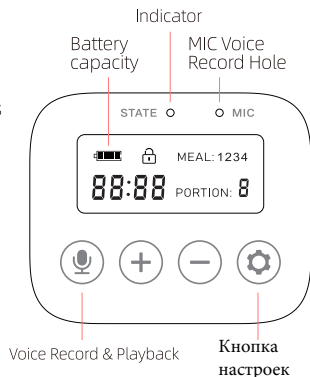 Indicator
Battery
capacity
MIC Voice
Record Hole
s
STATE
MIC
MEAL: 1234
88:88
PORTION: 8
Voice Record & Playback
Кнопка
настроек